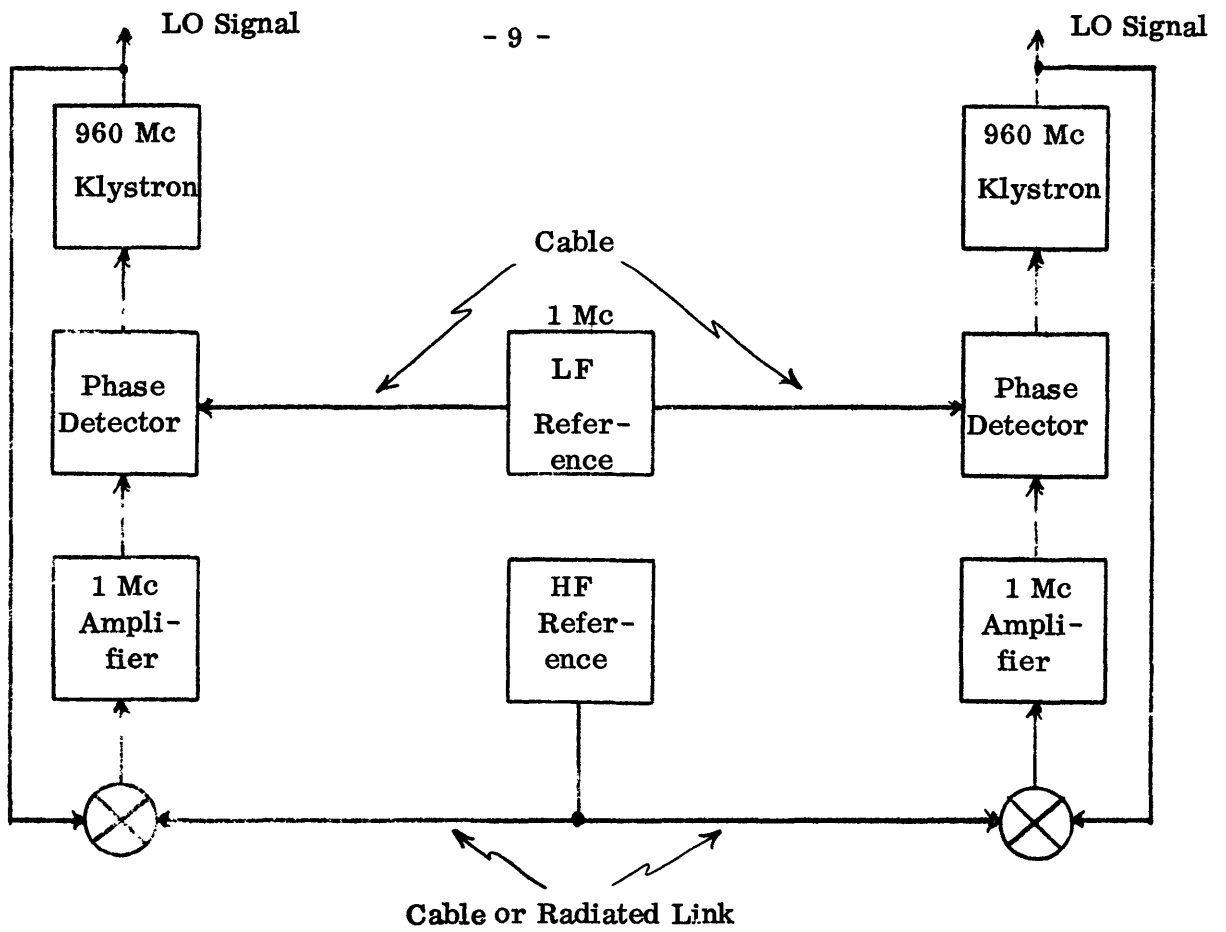 LO Signal
- 9 -
LO Signal
960 Mc
Klystron
960 Mc
Klystron
Cable
1 Mc
LF
Refer-
ence
Phase
Detector
Phase
Detector
1 Mc
Ampli-
fier
HF
Refer-
ence
1 Mc
Ampli-
fier
Cable or Radiated Link